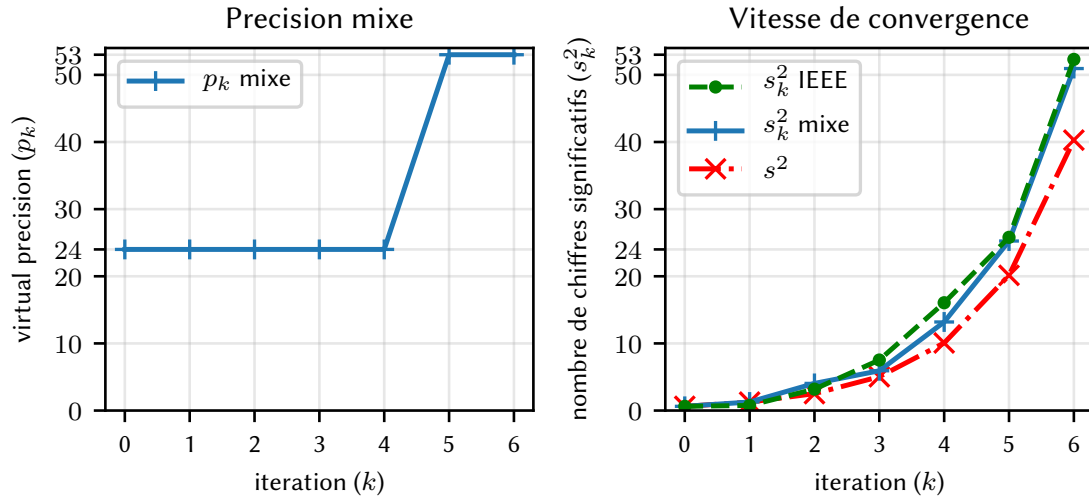 Precision mixe
virtual precision (p_k)
53
50
40
30
24
20
10
0
p_k mixe
0 1 2 3 4 5 6
iteration (k)
Vitesse de convergence
nombre de chiffres significatifs (s_k^2)
53
50
40
30
24
20
10
0
s_k^2 IEEE
s_k^2 mixe
s^2
0 1 2 3 4 5 6
iteration (k)